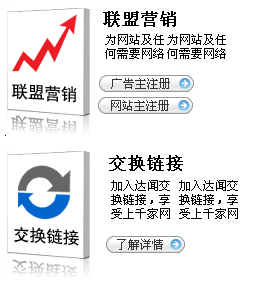 联盟营销
联盟营销
为网站及任 为网站及任
何需要网络 何需要网络
广告主注册
网站主注册
交换链接
交换链接
加入达闻交 加入达闻交
换链接，享 换链接，享
受上千家网 受上千家网
了解详情